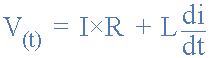 V(t) = I×R + L di/dt